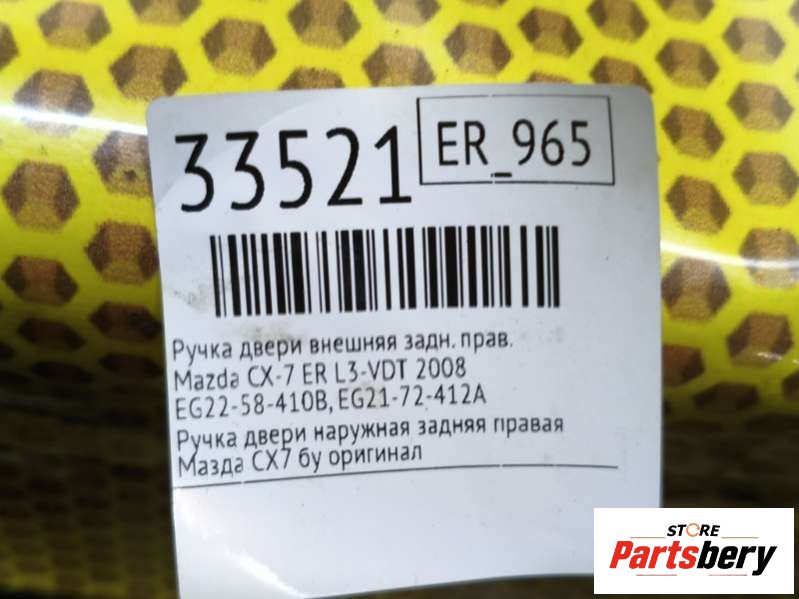 33521
ER_965
Ручка двери внешняя задн. прав.
Mazda CX-7 ER L3-VDT 2008
EG22-58-410B, EG21-72-412A
Ручка двери наружная задняя правая
Мазда СХ7 бу оригинал
STORE
Partsbery